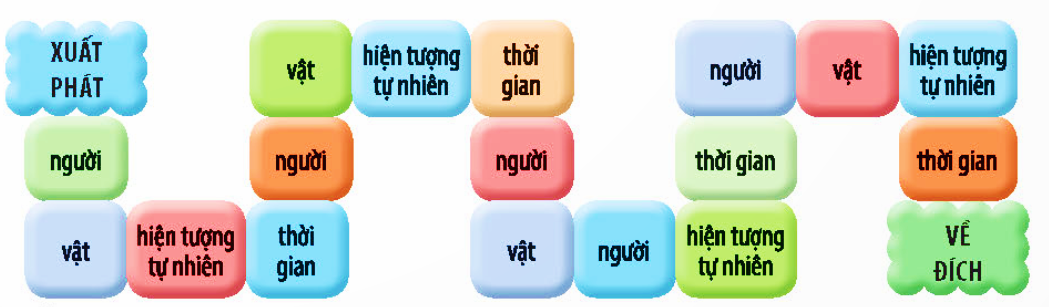 XUẤT
PHÁT
người
vật
hiện tượng
tự nhiên
thời
gian
người
vật
hiện tượng
tự nhiên
thời
gian
người
vật
người
hiện tượng
tự nhiên
thời gian
người
vật
hiện tượng
tự nhiên
thời gian
VỀ
ĐÍCH